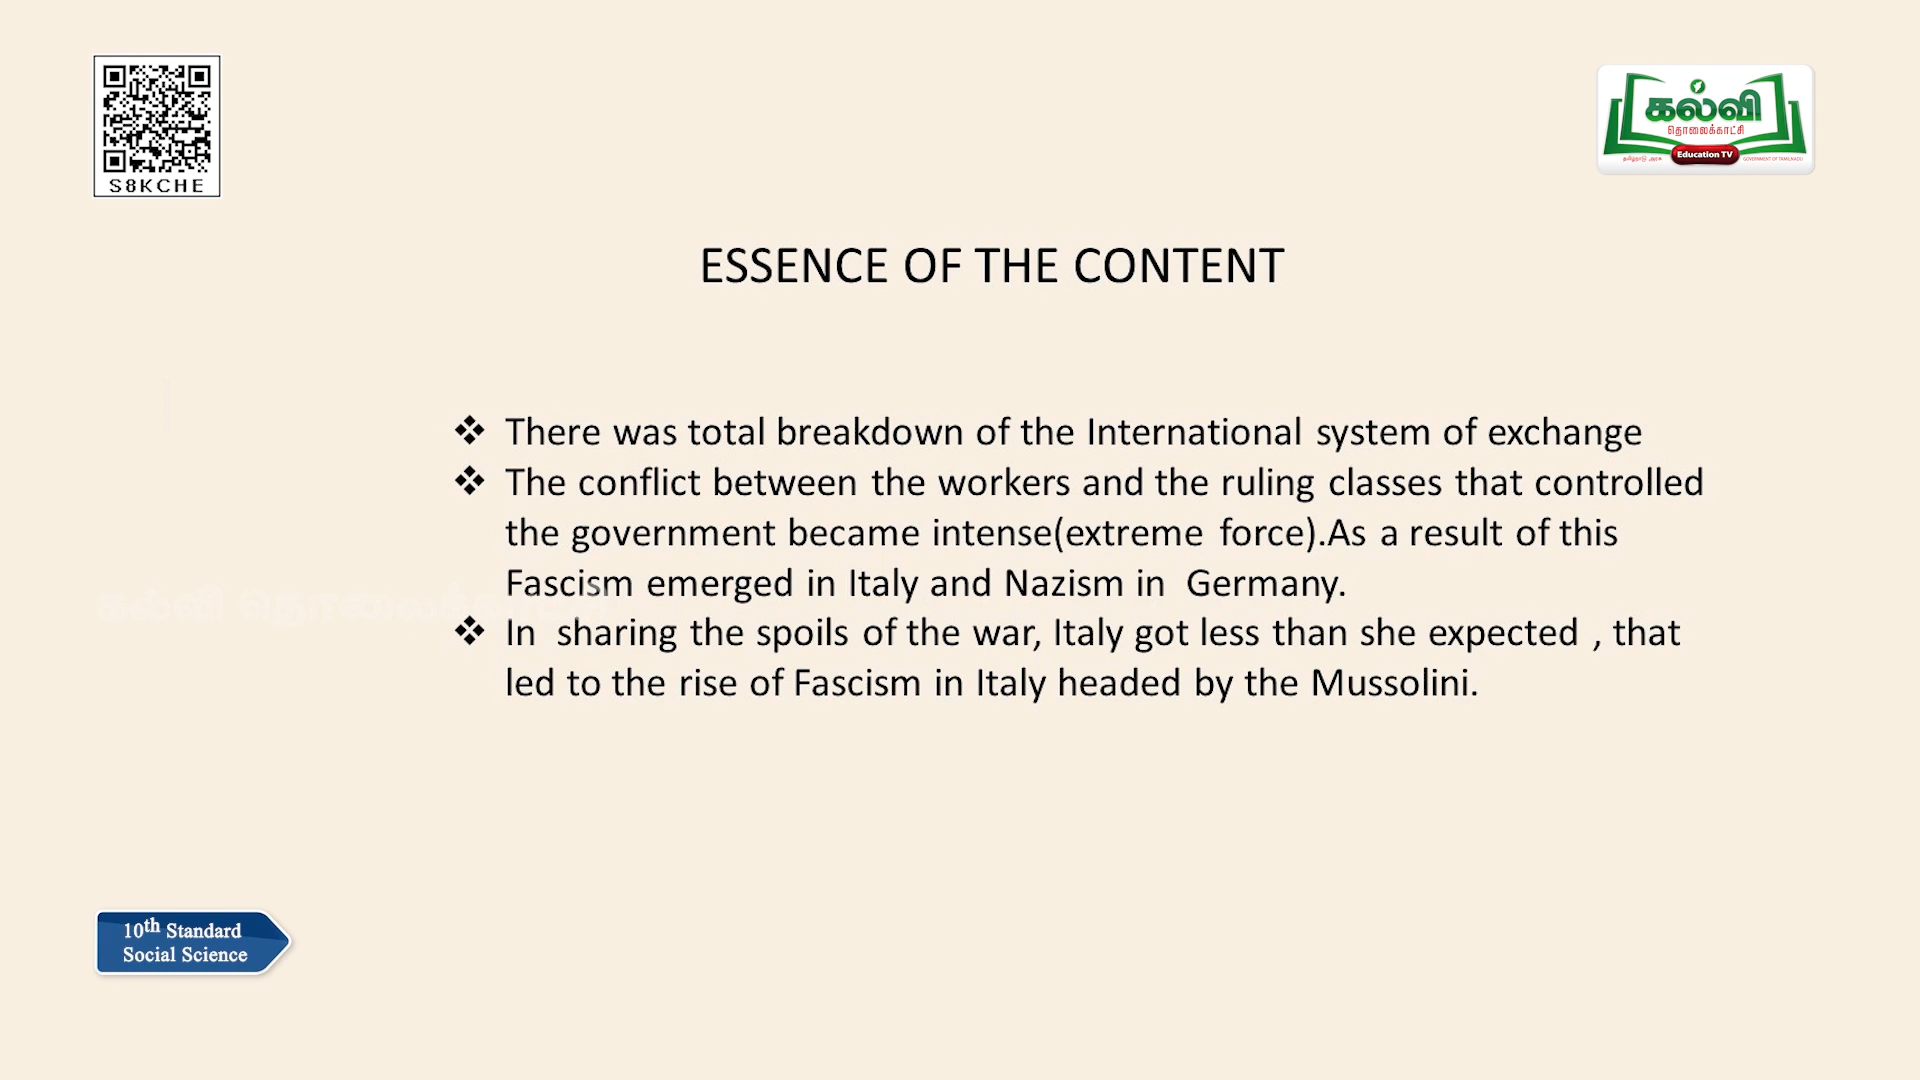 S8KCHE
கல்வி
தொலைக்காட்சி
தமிழ்நாடு அரசு
Education TV
GOVERNMENT OF TAMILNADU
ESSENCE OF THE CONTENT
❖ There was total breakdown of the International system of exchange
❖ The conflict between the workers and the ruling classes that controlled
the government became intense(extreme force).As a result of this
Fascism emerged in Italy and Nazism in Germany.
❖ In sharing the spoils of the war, Italy got less than she expected , that
led to the rise of Fascism in Italy headed by the Mussolini.
கல்வி தொலைக்காட்சி
10th Standard
Social Science